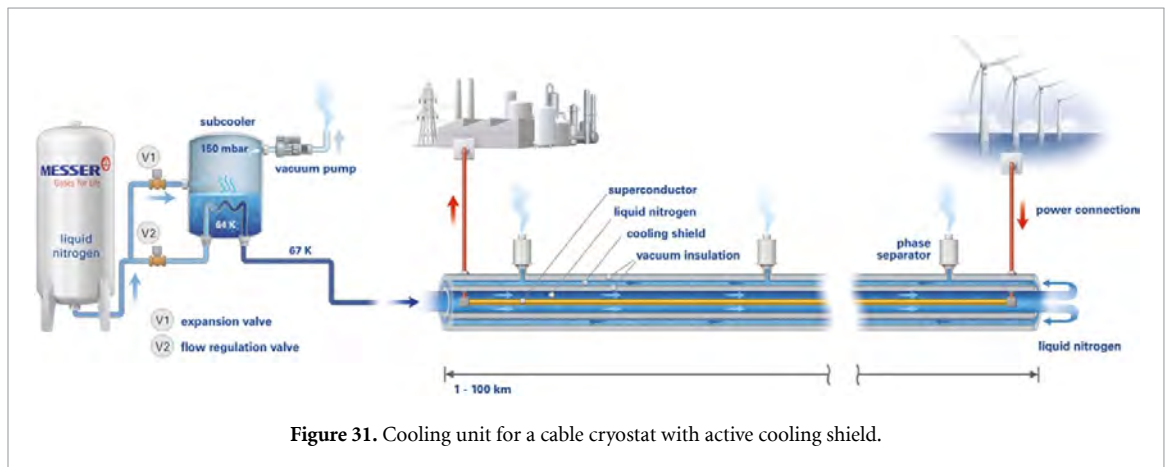 subcooler
150 mbar
V1
vacuum pump
MESSER
Gases for Life
liquid
nitrogen
V2
64 K
67 K
V1 expansion valve
V2 flow regulation valve
superconductor
liquid nitrogen
cooling shield
vacuum insulation
power connection
phase
separator
liquid nitrogen
1 - 100 km
Figure 31. Cooling unit for a cable cryostat with active cooling shield.